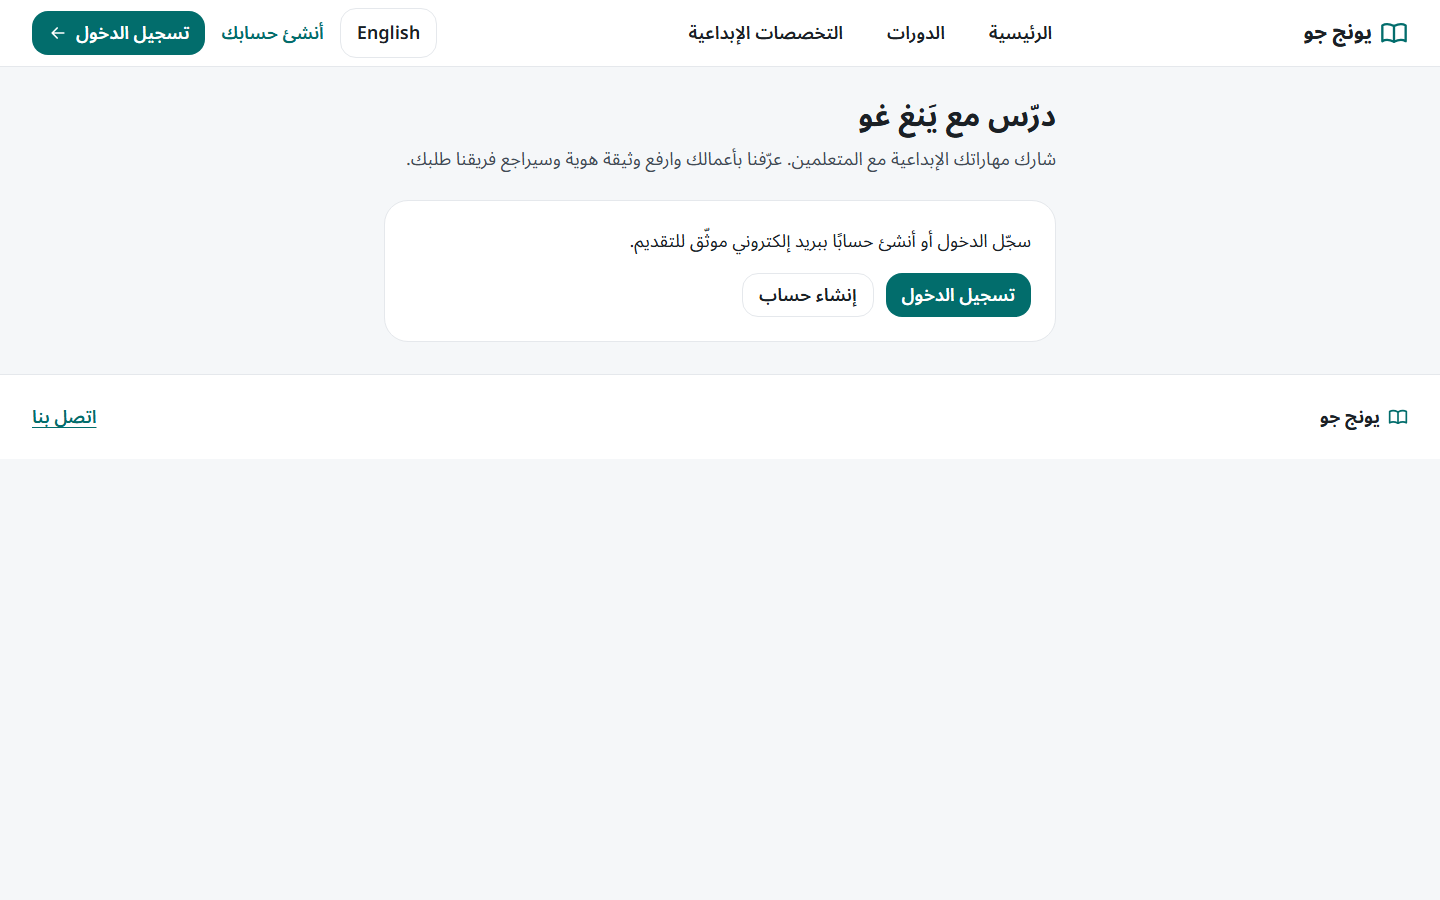 يونج جو
الرئيسية
الدورات
التخصصات الإبداعية
English
أنشئ حسابك
تسجيل الدخول ←
درّس مع يَنغ غو
شارك مهاراتك الإبداعية مع المتعلمين. عرّفنا بأعمالك وارفع وثيقة هوية وسيراجع فريقنا طلبك.
سجّل الدخول أو أنشئ حسابًا ببريد إلكتروني موثّق للتقديم.
تسجيل الدخول
إنشاء حساب
يونج جو
اتصل بنا